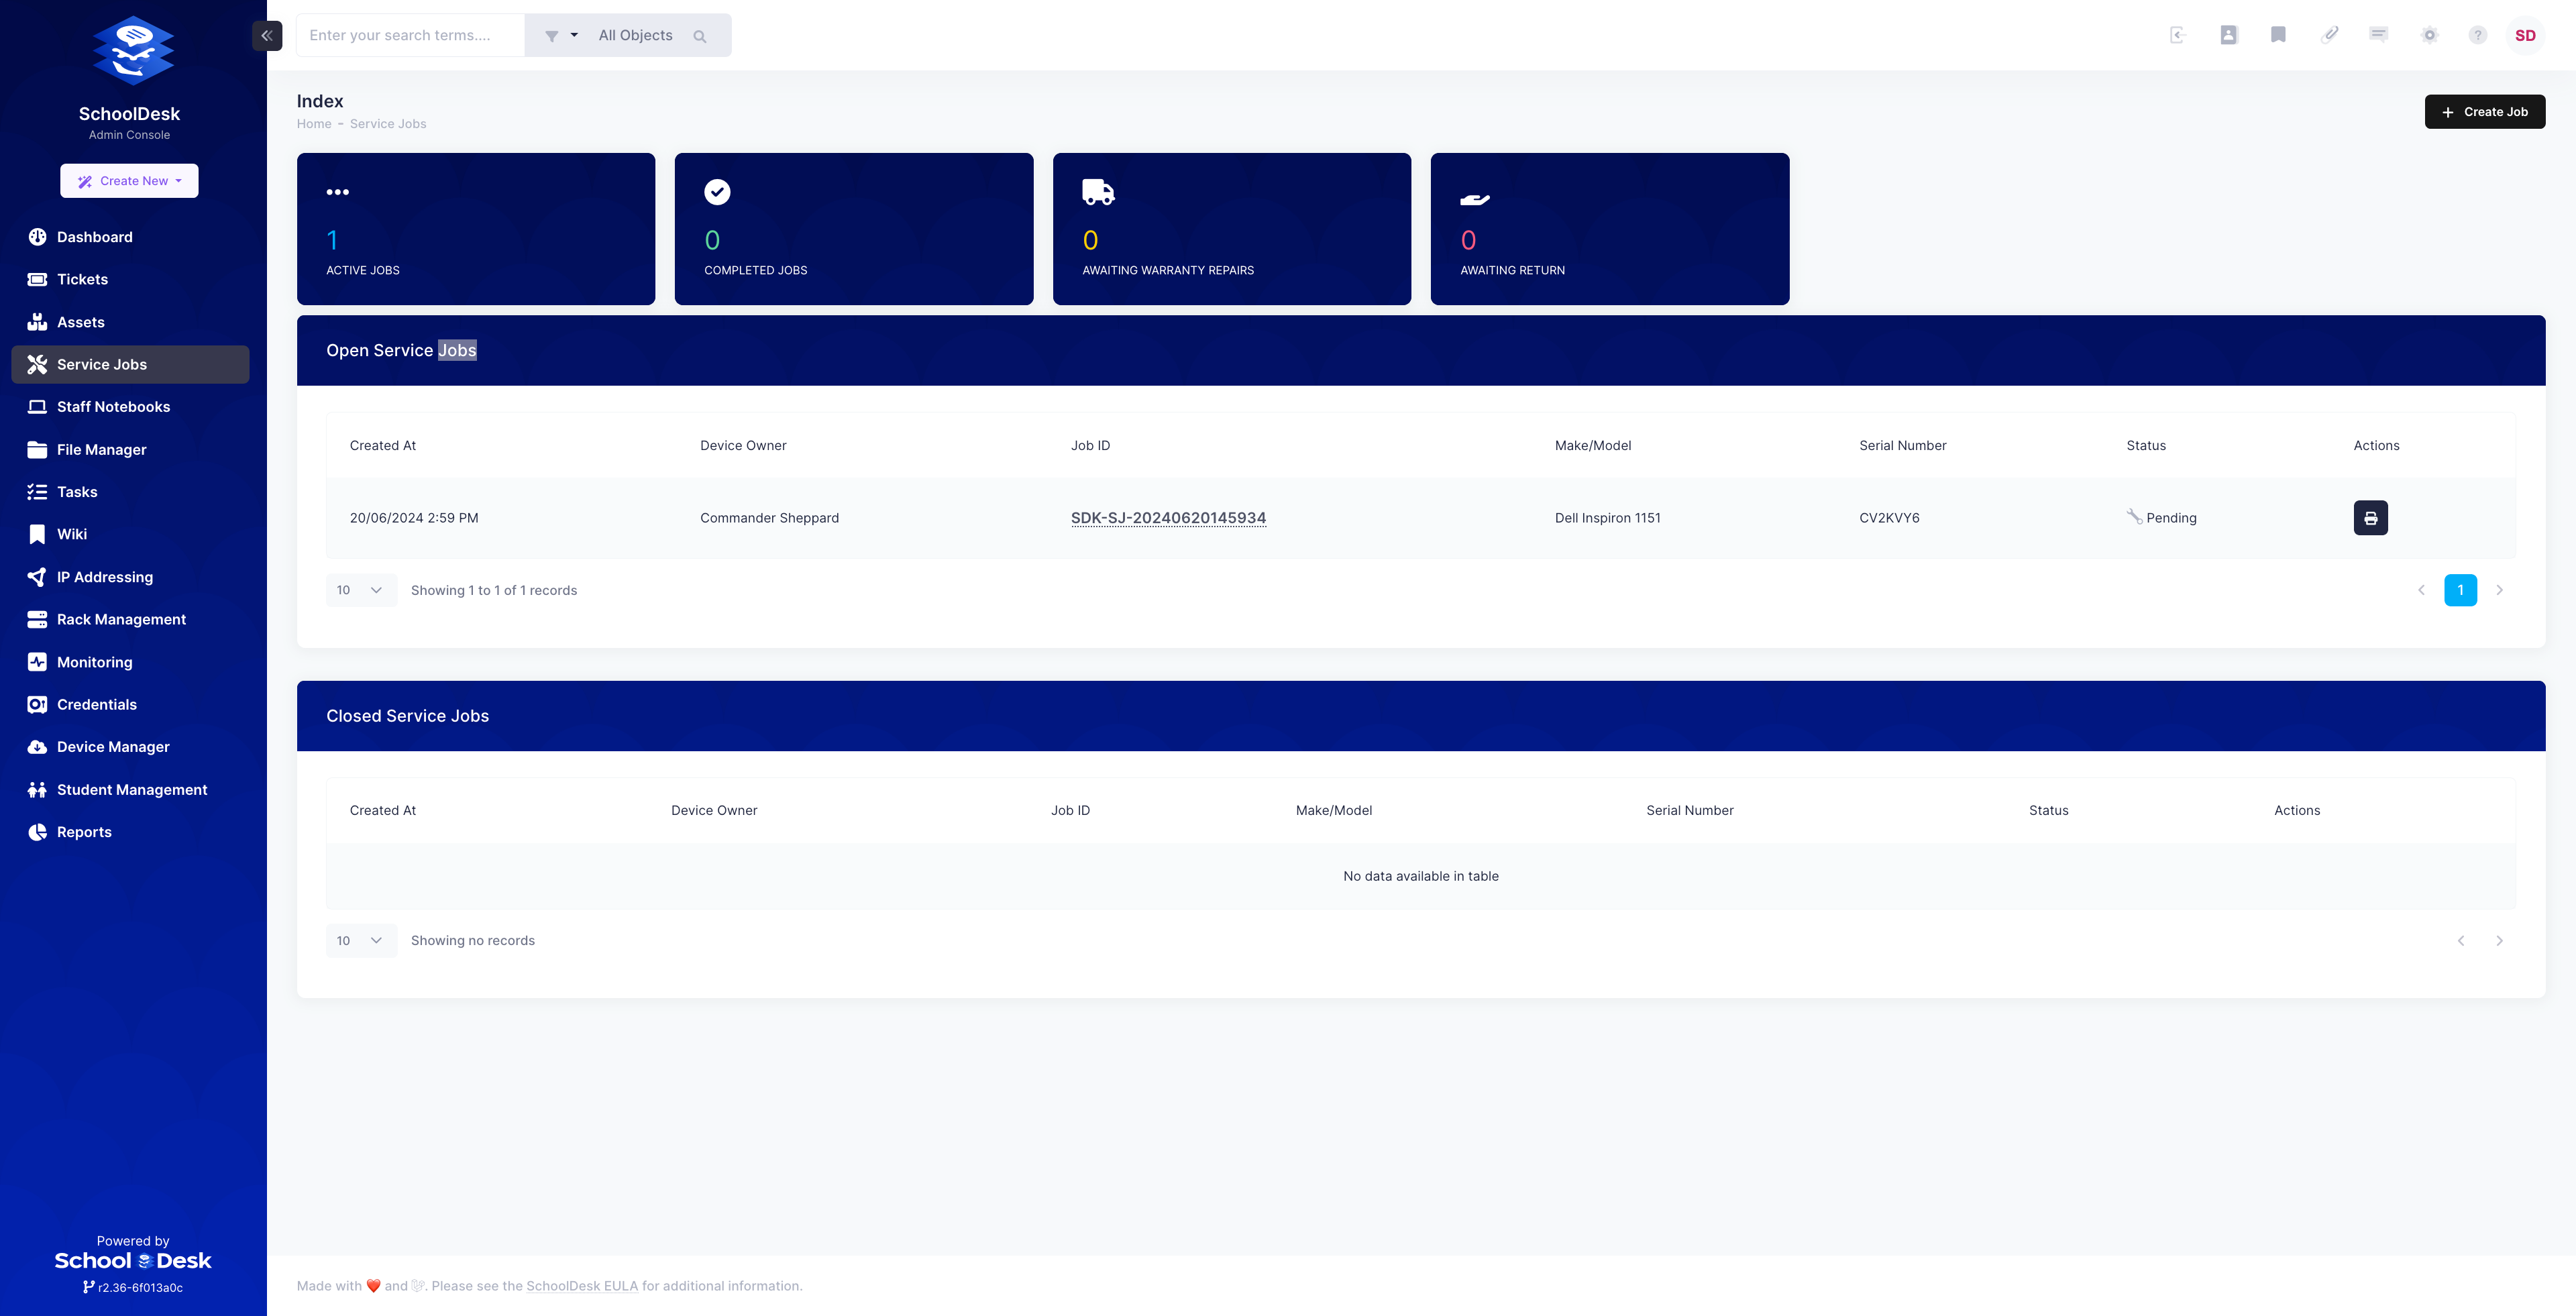 SchoolDesk
Admin Console
Create New
Dashboard
Tickets
Assets
Service Jobs
Staff Notebooks
File Manager
Tasks
Wiki
IP Addressing
Rack Management
Monitoring
Credentials
Device Manager
Student Management
Reports
Powered by
School Desk
r2.36-6f013a0c
Enter your search terms....
All Objects
SD
Index
Home - Service Jobs
+ Create Job
1
ACTIVE JOBS
0
COMPLETED JOBS
0
AWAITING WARRANTY REPAIRS
0
AWAITING RETURN
Open Service Jobs
Created At Device Owner Job ID Make/Model Serial Number Status Actions
20/06/2024 2:59 PM Commander Sheppard SDK-SJ-20240620145934 Dell Inspiron 1151 CV2KVY6 Pending
10 Showing 1 to 1 of 1 records 1
Closed Service Jobs
Created At Device Owner Job ID Make/Model Serial Number Status Actions
No data available in table
10 Showing no records
Made with ❤️ and 🕊. Please see the SchoolDesk EULA for additional information.